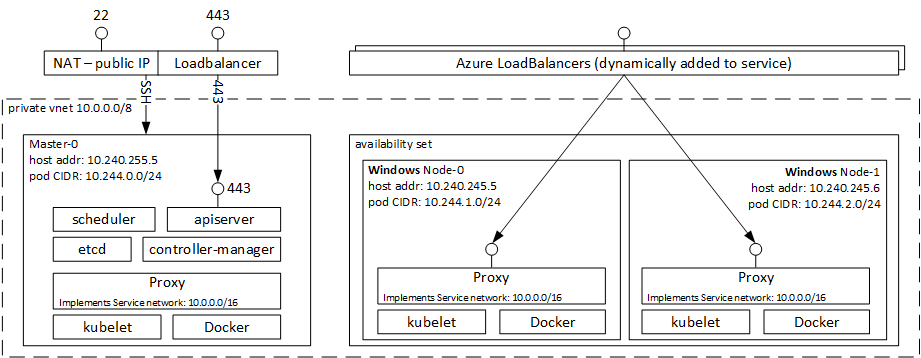 22
443
NAT – public IP
Loadbalancer
Azure LoadBalancers (dynamically added to service)
SSH
443
private vnet 10.0.0.0/8
Master-0
host addr: 10.240.255.5
pod CIDR: 10.244.0.0/24
443
scheduler
apiserver
etcd
controller-manager
Proxy
Implements Service network: 10.0.0.0/16
kubelet
Docker
availability set
Windows Node-0
host addr: 10.240.245.5
pod CIDR: 10.244.1.0/24
Proxy
Implements Service network: 10.0.0.0/16
kubelet
Docker
Windows Node-1
host addr: 10.240.245.6
pod CIDR: 10.244.2.0/24
Proxy
Implements Service network: 10.0.0.0/16
kubelet
Docker